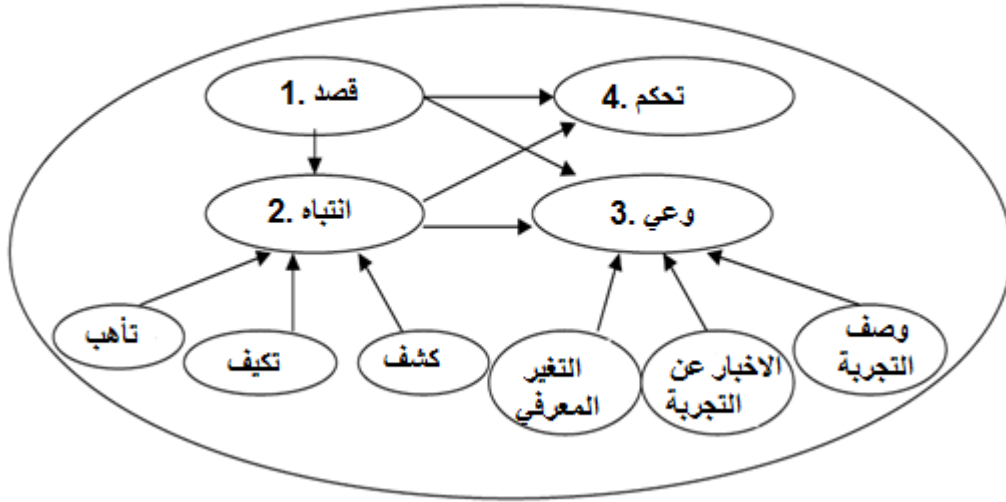 1. قصد
4. تحكم
2. انتباه
3. وعي
تأهب
تكيف
كشف
التغير
المعرفي
الاخبار عن
التجربة
وصف
التجربة